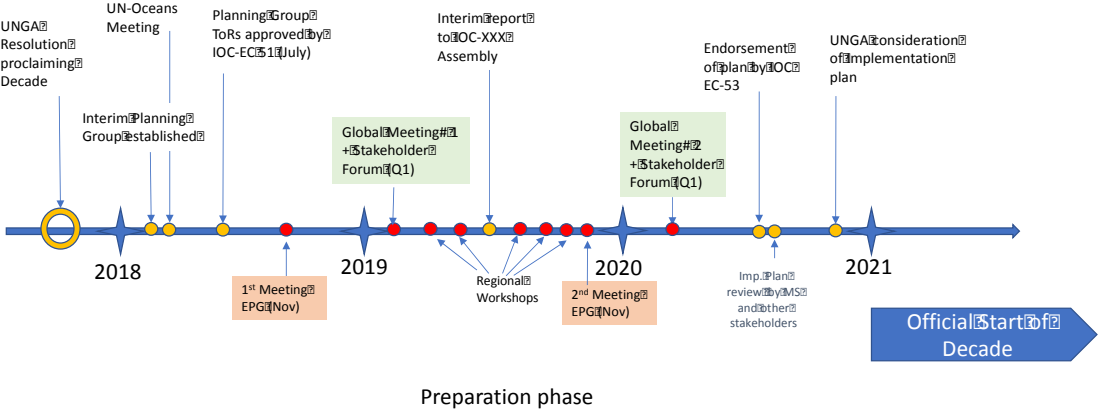 UNGA
Resolution
proclaiming
Decade
UN-Oceans
Meeting
Interim Planning
Group established
Planning Group
ToRs approved by
IOC-EC 51 (July)
Global Meeting# 1
+ Stakeholder
Forum (Q1)
Interim report
to IOC-XXX
Assembly
Global
Meeting# 2
+ Stakeholder
Forum (Q1)
Endorsement
of plan by IOC
EC-53
UNGA consideration
of Implementation
plan
2018
2019
2020
2021
1st Meeting
EPG (Nov)
Regional
Workshops
2nd Meeting
EPG (Nov)
Imp. Plan
review by MS
and other
stakeholders
Official Start of
Decade
Preparation phase